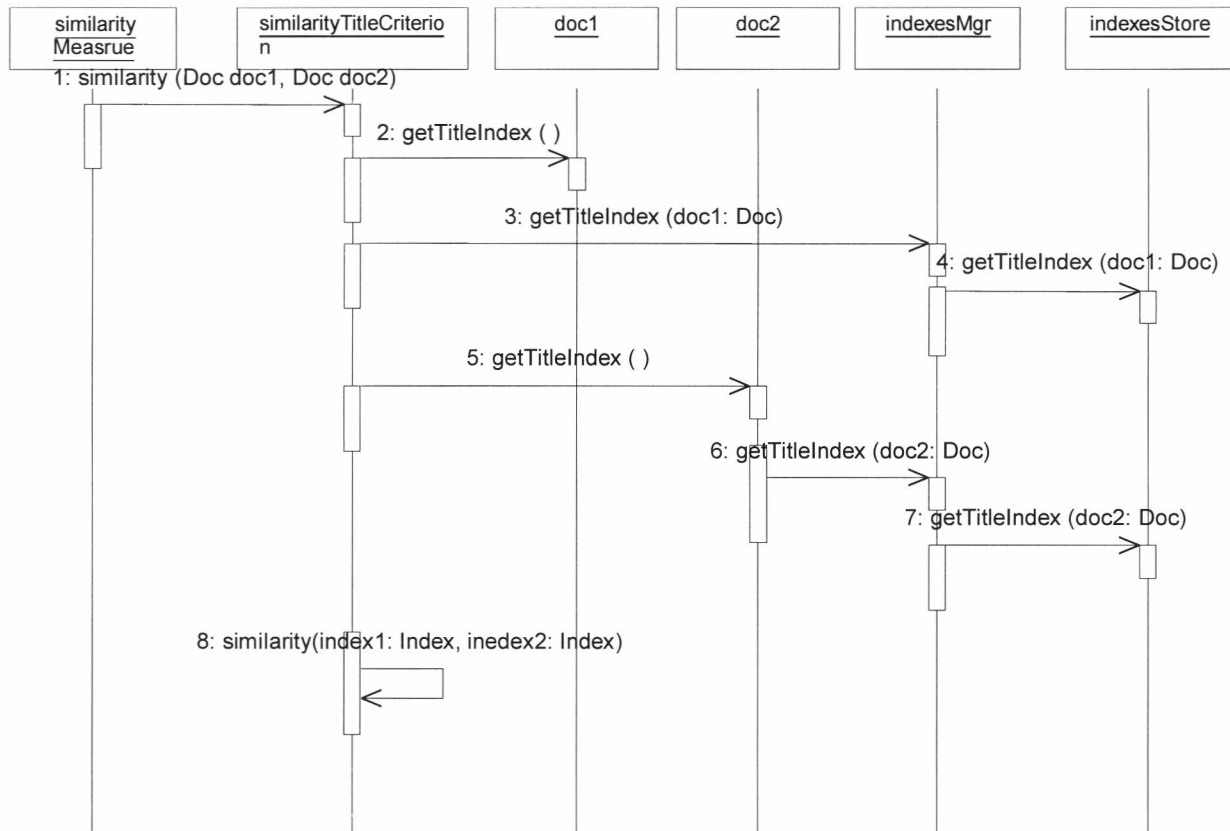 similarity
Measrue
similarityTitleCriterio
n
doc1
doc2
indexesMgr
indexesStore
1: similarity (Doc doc1, Doc doc2)
2: getTitleIndex ( )
3: getTitleIndex (doc1: Doc)
4: getTitleIndex (doc1: Doc)
5: getTitleIndex ( )
6: getTitleIndex (doc2: Doc)
7: getTitleIndex (doc2: Doc)
8: similarity(index1: Index, inedex2: Index)